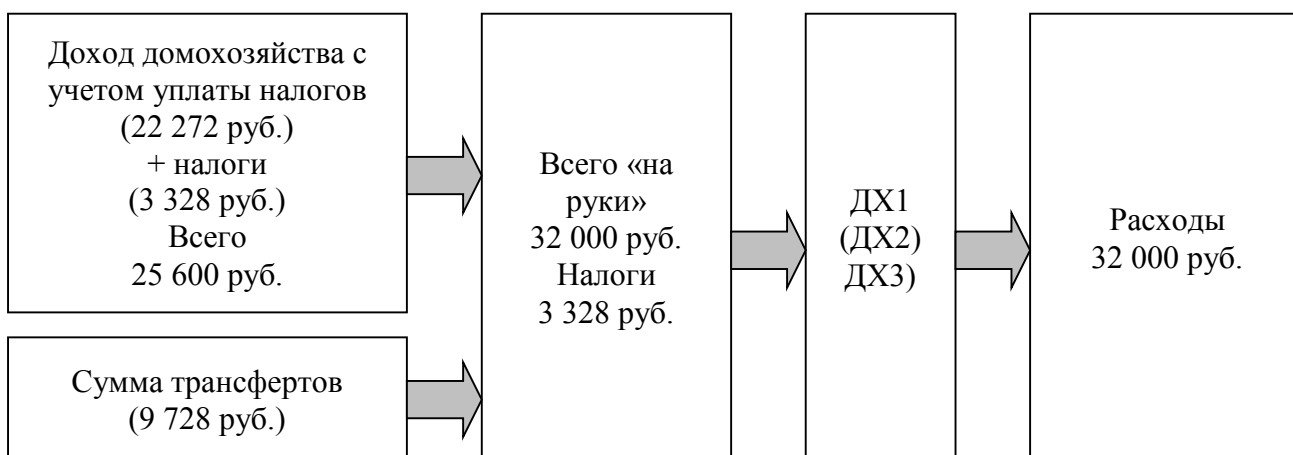 Доход домохозяйства с
учетом уплаты налогов
(22 272 руб.)
+ налоги
(3 328 руб.)
Всего
25 600 руб.
Сумма трансфертов
(9 728 руб.)
Всего «на
руки»
32 000 руб.
Налоги
3 328 руб.
ДХ1
(ДХ2)
ДХ3)
Расходы
32 000 руб.